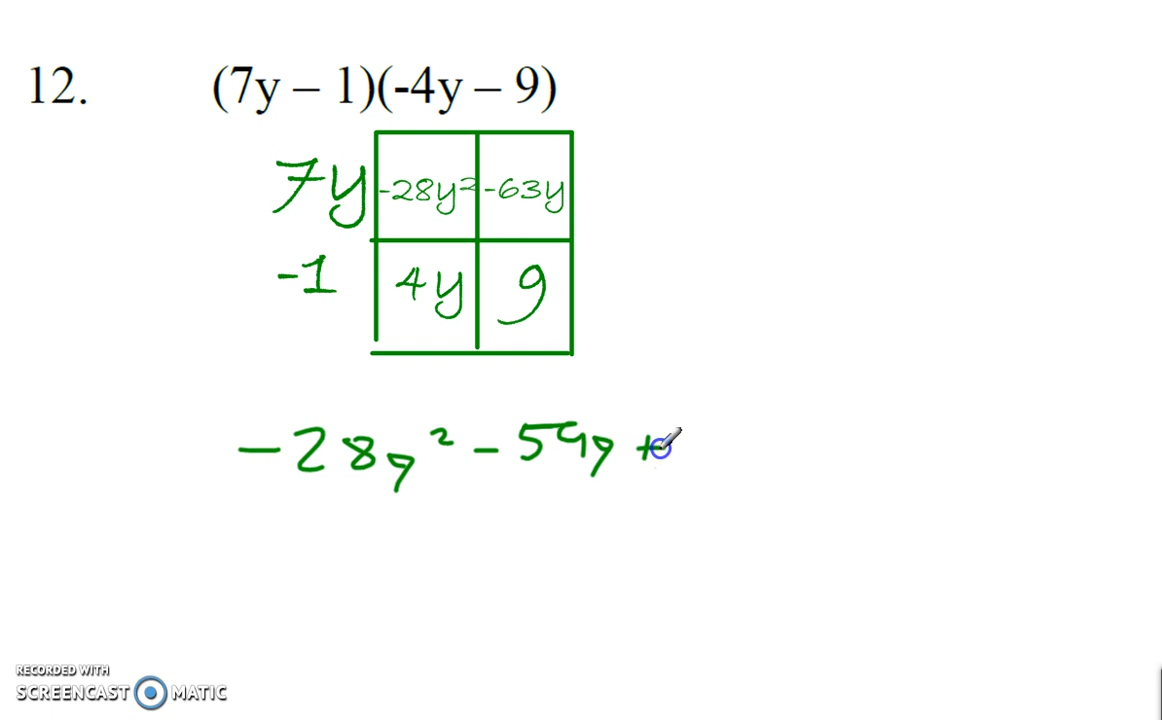 12. (7y – 1)(-4y – 9)
7y -28y² -63y
-1 4y 9
-28y² - 59y +
RECORDED WITH
SCREENCAST MATIC